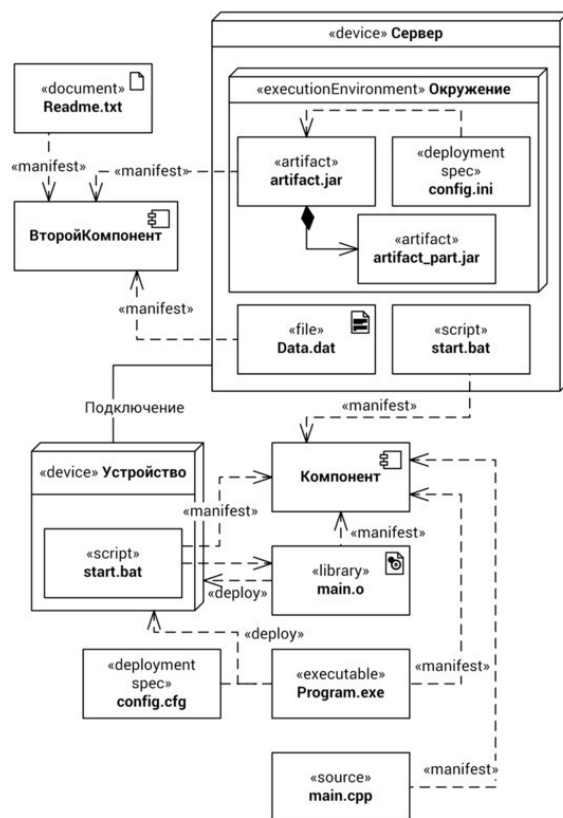 «device» Сервер
«document»
Readme.txt
«executionEnvironment» Окружение
«manifest»
«manifest»
«artifact»
artifact.jar
«deployment
spec»
config.ini
ВторойКомпонент
«artifact»
artifact_part.jar
«manifest»
«file»
Data.dat
«script»
start.bat
Подключение
«manifest»
«device» Устройство
Компонент
«manifest»
«manifest»
«script»
start.bat
«library»
main.o
«deploy»
«deploy»
«deployment
spec»
config.cfg
«executable»
Program.exe
«manifest»
«source»
main.cpp
«manifest»